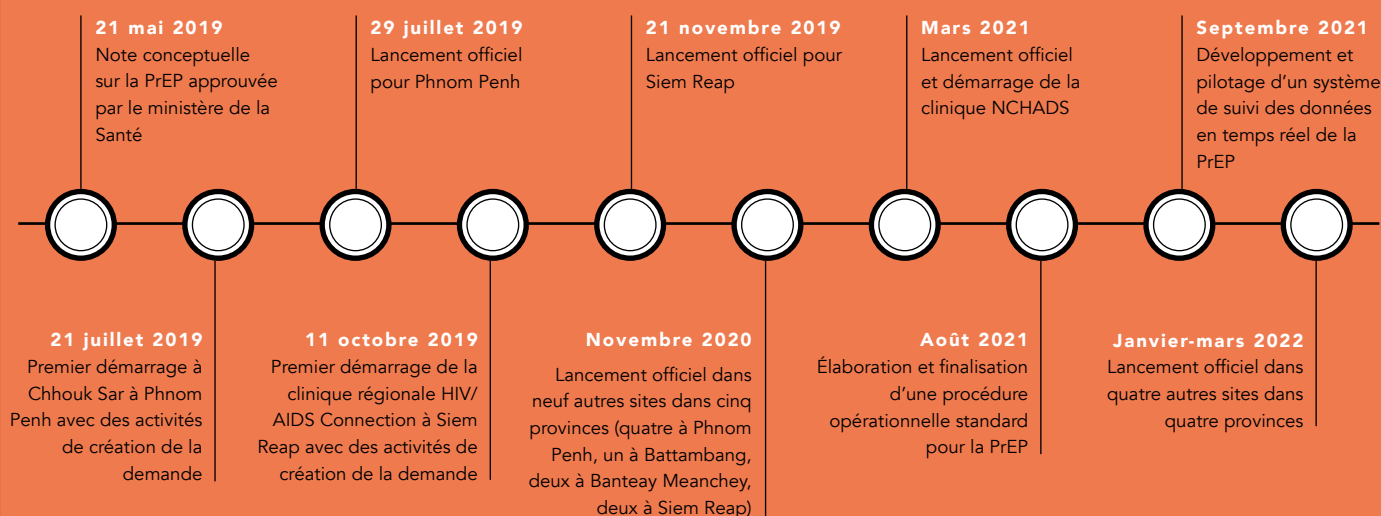 21 mai 2019
Note conceptuelle
sur la PrEP approuvée
par le ministère de la
Santé
21 juillet 2019
Premier démarrage à
Chhouk Sar à Phnom
Penh avec des activités
de création de la
demande
29 juillet 2019
Lancement officiel
pour Phnom Penh
11 octobre 2019
Premier démarrage de la
clinique régionale HIV/
AIDS Connection à Siem
Reap avec des activités de
création de la demande
21 novembre 2019
Lancement officiel pour
Siem Reap
Novembre 2020
Lancement officiel dans
neuf autres sites dans cinq
provinces (quatre à Phnom
Penh, un à Battambang,
deux à Banteay Meanchey,
deux à Siem Reap)
Mars 2021
Lancement officiel
et démarrage de la
clinique NCHADS
Août 2021
Élaboration et finalisation
d’une procédure
opérationnelle standard
pour la PrEP
Septembre 2021
Développement et
pilotage d’un système
de suivi des données
en temps réel de la
PrEP
Janvier-mars 2022
Lancement officiel dans
quatre autres sites dans
quatre provinces